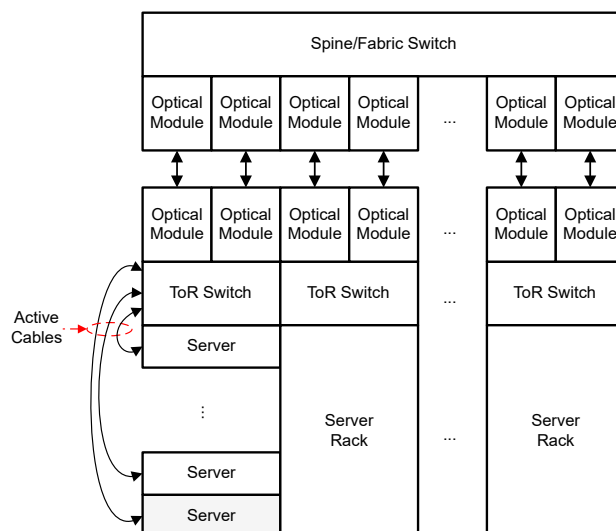 Spine/Fabric Switch
Optical Module
Optical Module
Optical Module
Optical Module
...
Optical Module
Optical Module
Optical Module
Optical Module
Optical Module
Optical Module
...
Optical Module
Optical Module
ToR Switch
ToR Switch
...
ToR Switch
Active
Cables
Server
...
Server
Server
Server
Rack
...
Server
Rack